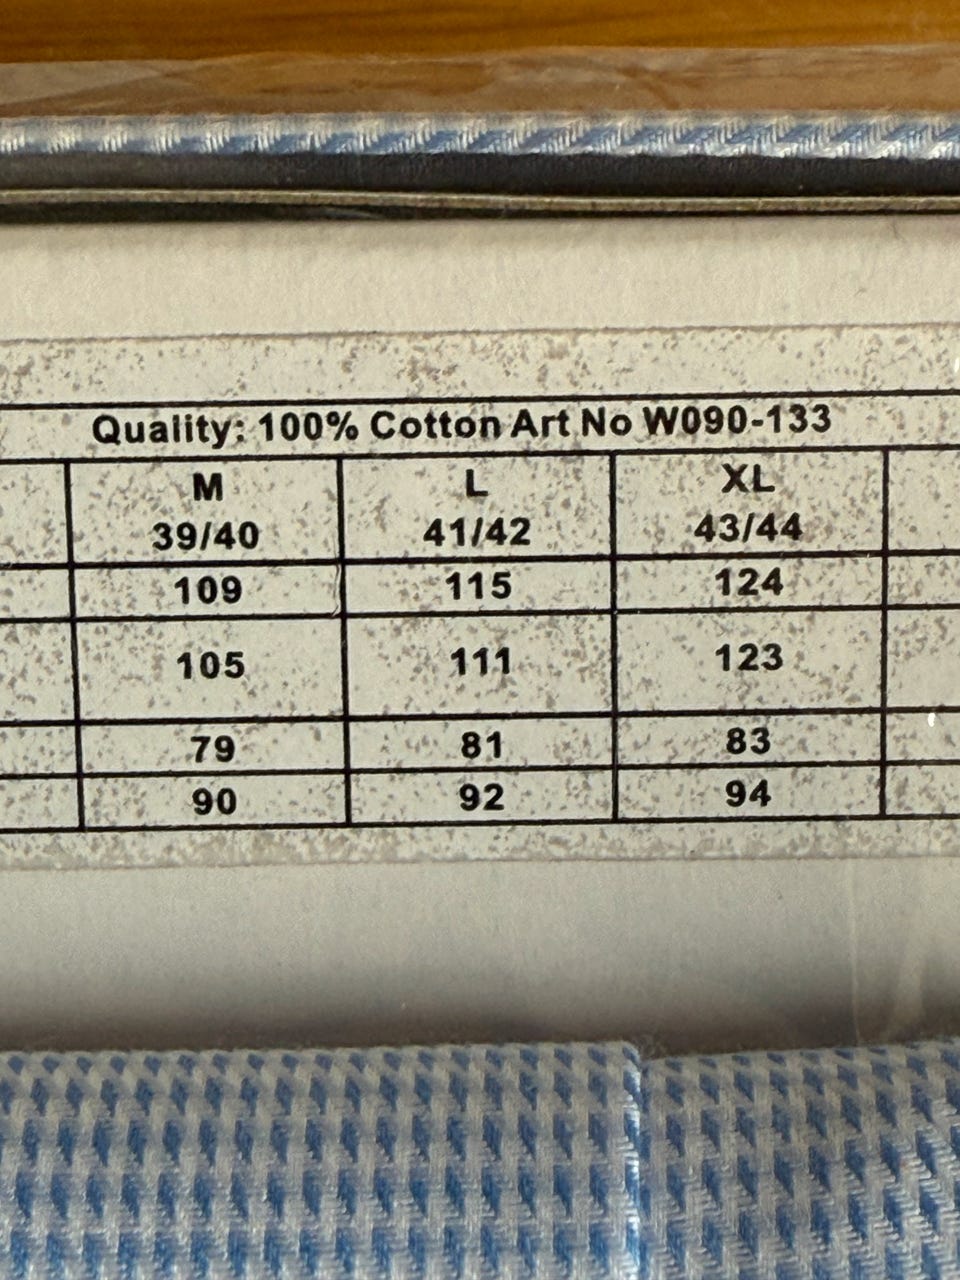 Quality: 100% Cotton Art No W090-133
M L XL
39/40 41/42 43/44
109 115 124
105 111 123
79 81 83
90 92 94